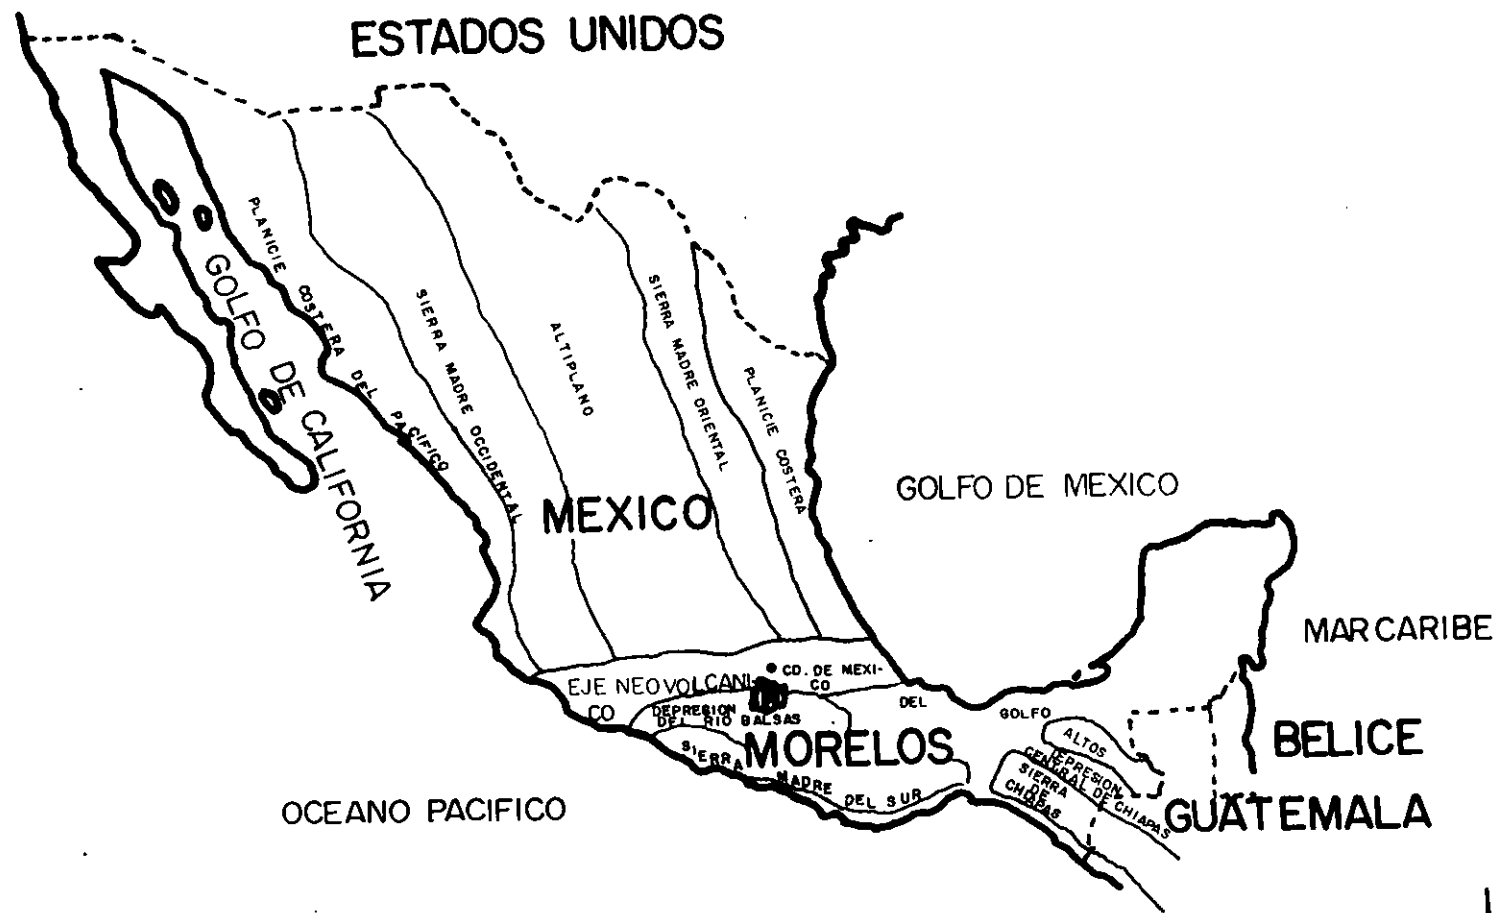 ESTADOS UNIDOS
GOLFO DE CALIFORNIA
PLANICIE COSTERA DEL PACIFICO
SIERRA MADRE OCCIDENTAL
ALTIPLANO
SIERRA MADRE ORIENTAL
PLANICIE COSTERA
DEL
GOLFO
MEXICO
GOLFO DE MEXICO
MAR CARIBE
CD. DE MEXI-
CO
EJE NEOVOLCANI-
CO
DEPRESION
DEL RIO BALSAS
MORELOS
SIERRA MADRE DEL SUR
ALTOS
DEPRESION
CENTRAL DE CHIAPAS
SIERRA
DE
CHIAPAS
BELICE
GUATEMALA
OCEANO PACIFICO